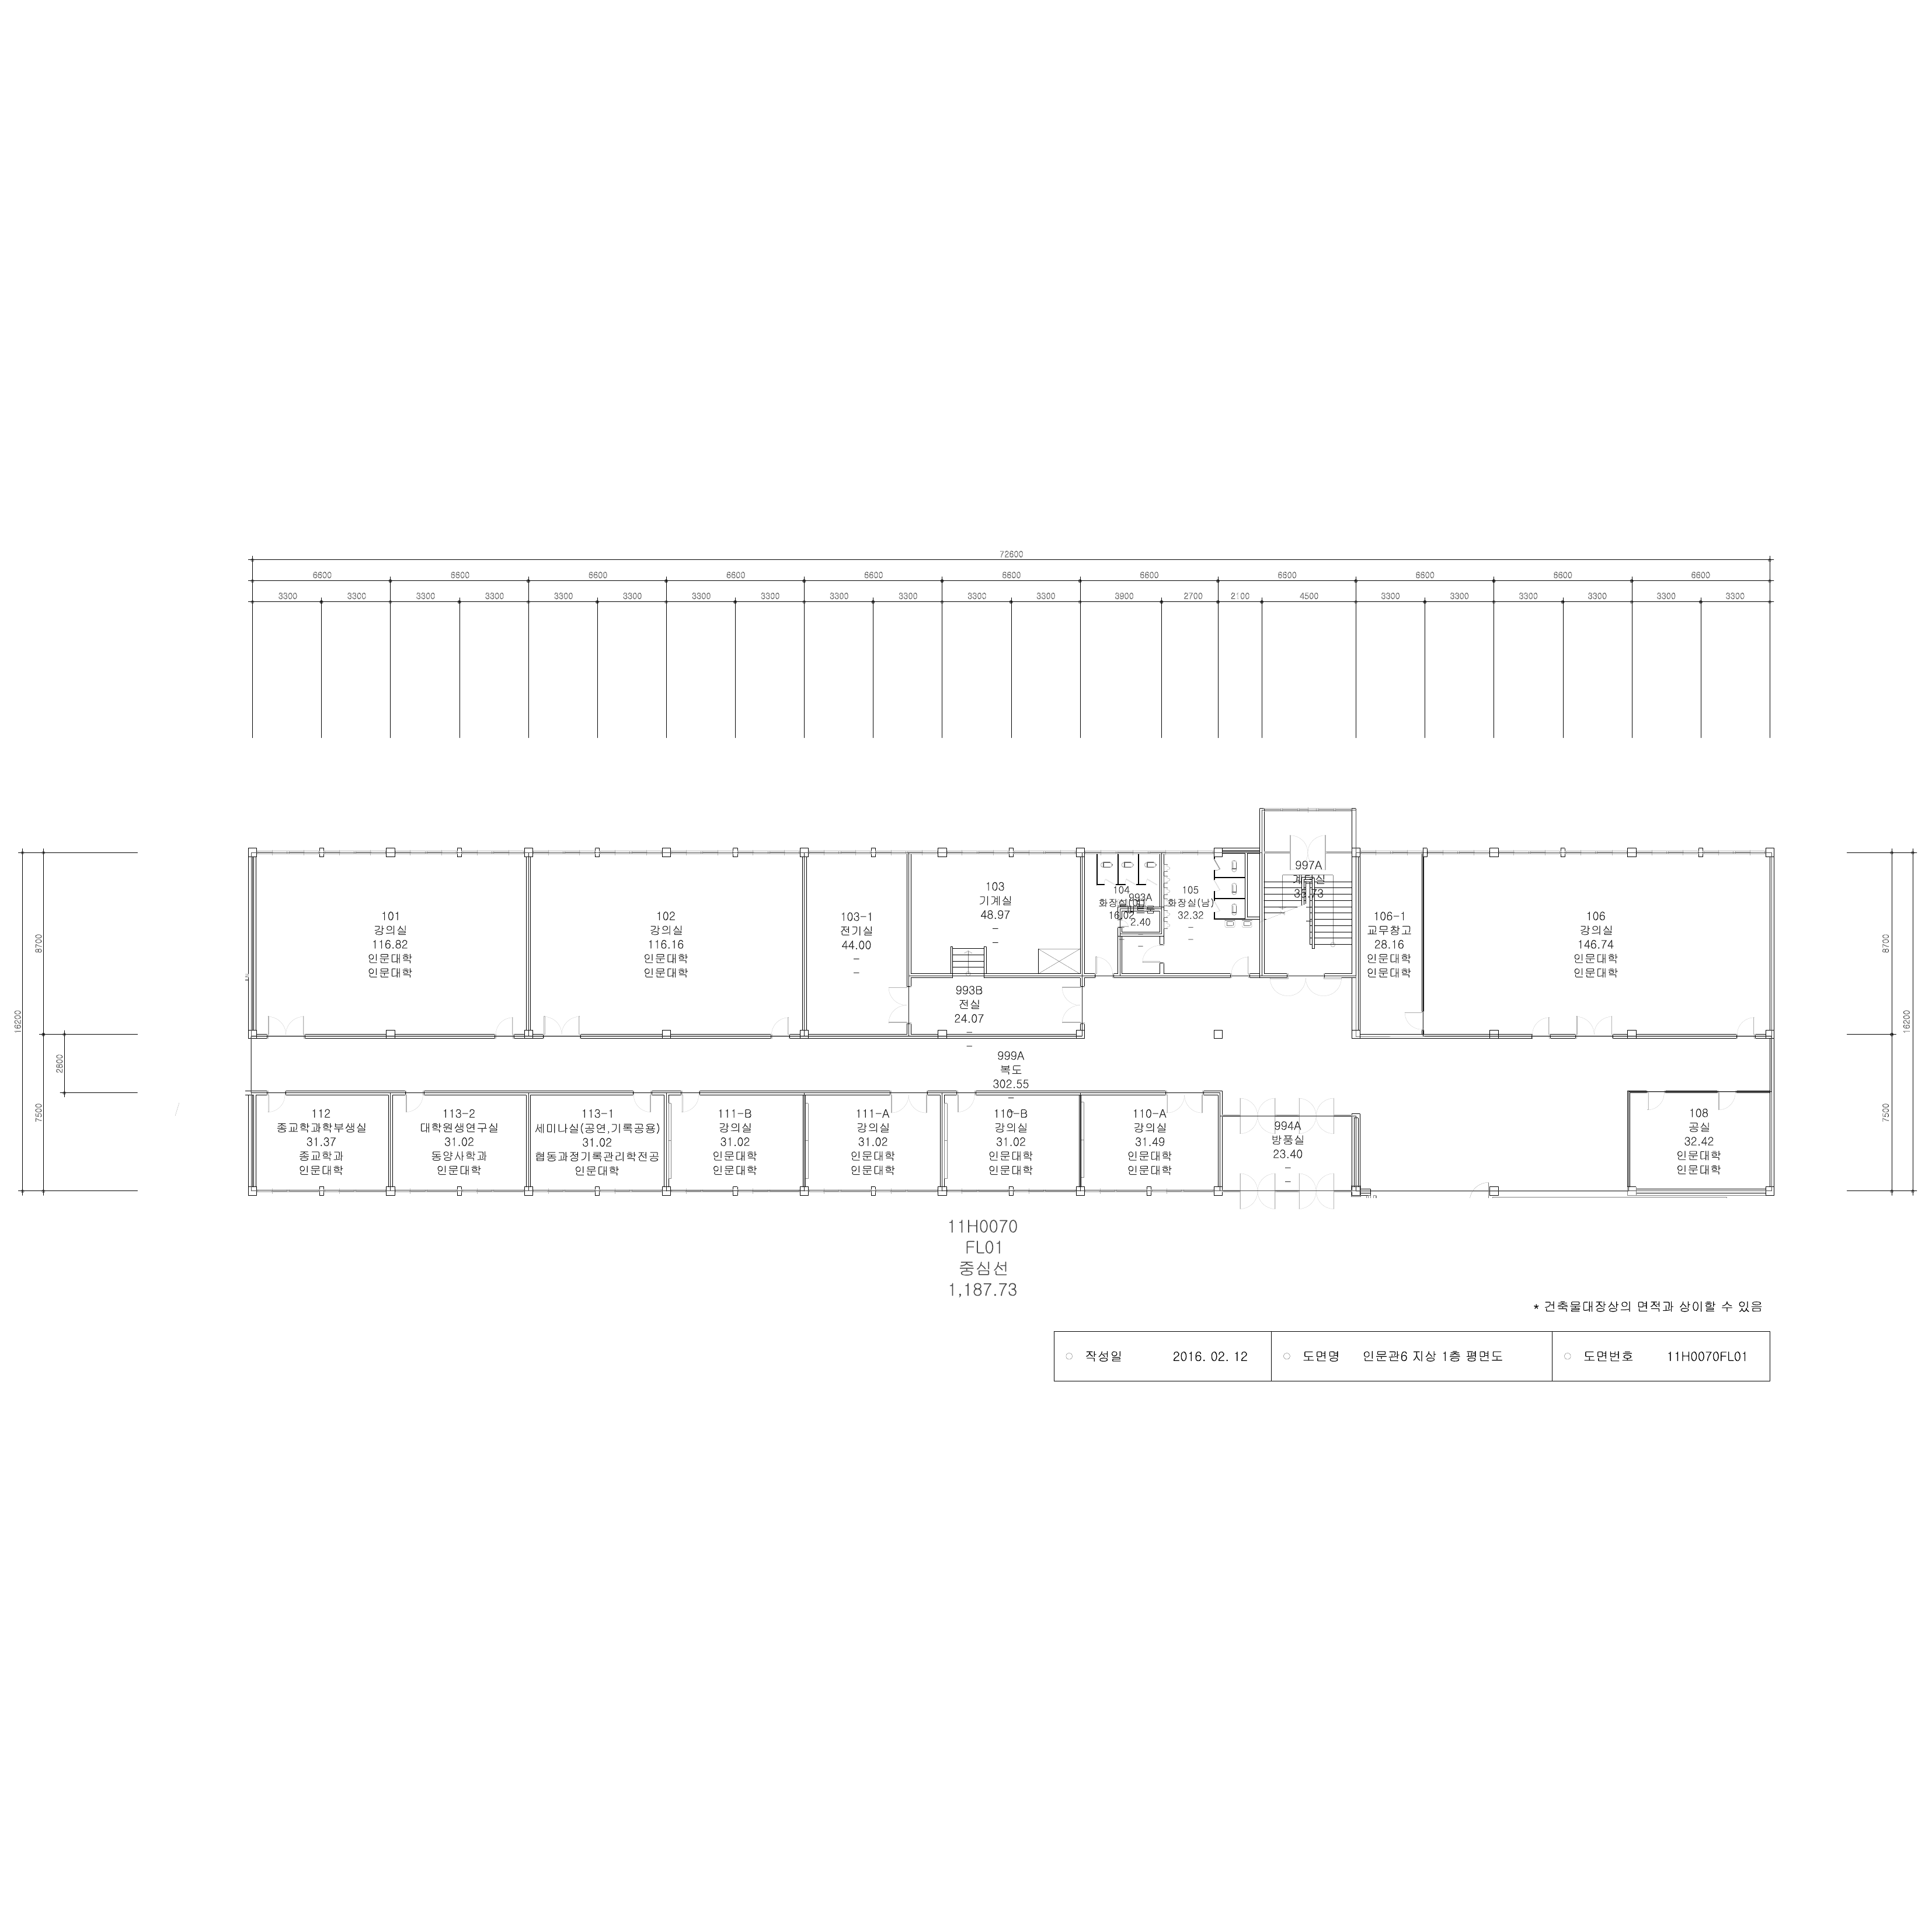 72600
6600 6600 6600 6600 6600 6600 6600 6600 6600 6600 6600
3300 3300 3300 3300 3300 3300 3300 3300 3300 3300 3300 3300 3900 2700 2100 4500 3300 3300 3300 3300 3300 3300
16200
8700
7500
2800
8700
7500
16200
101
강의실
116.82
인문대학
인문대학
102
강의실
116.16
인문대학
인문대학
103-1
전기실
44.00
103
기계실
48.97
993B
전실
24.07
104
화장실(여)
16.02
993A
2.40
105
화장실(남)
32.32
997A
계단실
106-1
교무창고
28.16
인문대학
인문대학
106
강의실
146.74
인문대학
인문대학
999A
복도
302.55
112
종교학과학부생실
31.37
종교학과
인문대학
113-2
대학원생연구실
31.02
동양사학과
인문대학
113-1
세미나실(공연,기록공용)
31.02
협동과정기록관리학전공
인문대학
111-B
강의실
31.02
인문대학
인문대학
111-A
강의실
31.02
인문대학
인문대학
110-B
강의실
31.02
인문대학
인문대학
110-A
강의실
31.49
인문대학
인문대학
994A
방풍실
23.40
108
공실
32.42
인문대학
인문대학
11H0070
FL01
중심선
1,187.73
* 건축물대장상의 면적과 상이할 수 있음
○ 작성일 2016. 02. 12 ○ 도면명 인문관6 지상 1층 평면도 ○ 도면번호 11H0070FL01